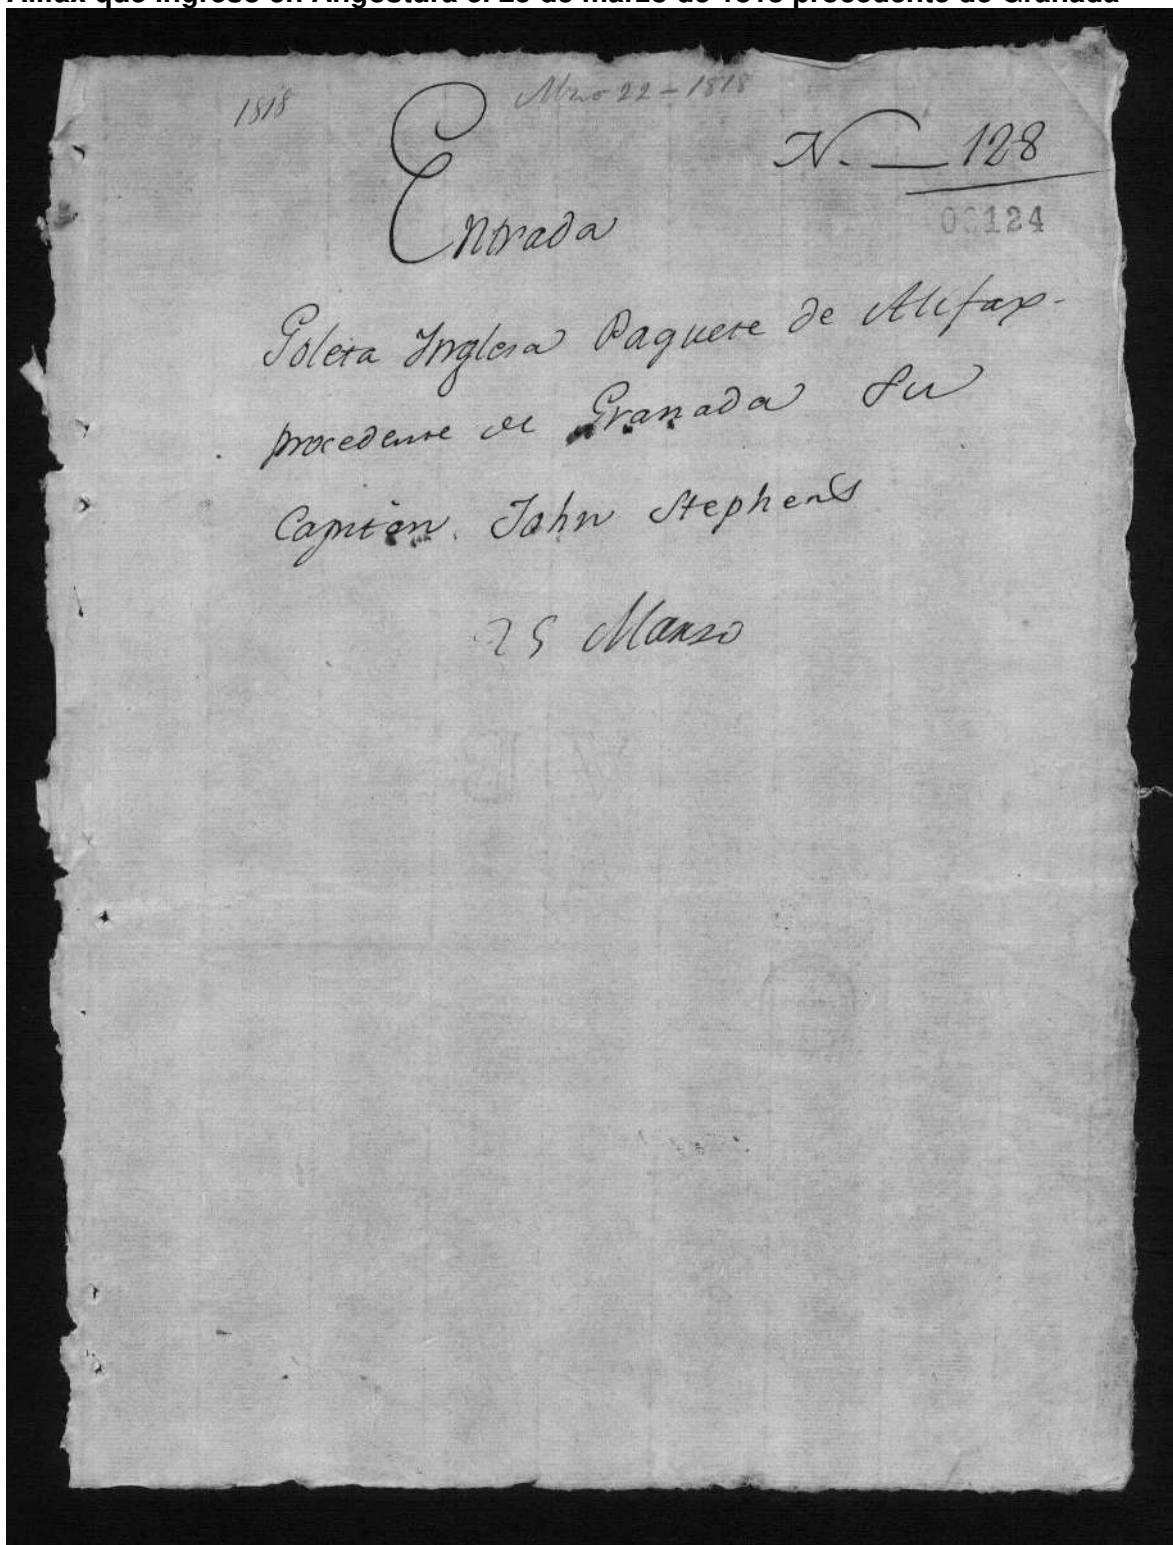 Alifax que ingresó en Angostura el 25 de marzo de 1818 procedente de Granada
1818
Mzo 22 - 1818
N. — 128
00124
Entrada
Goleta Inglesa Paquete de Alifax-
procedente de Granada Su
Capitan John Stephens
25 Marzo